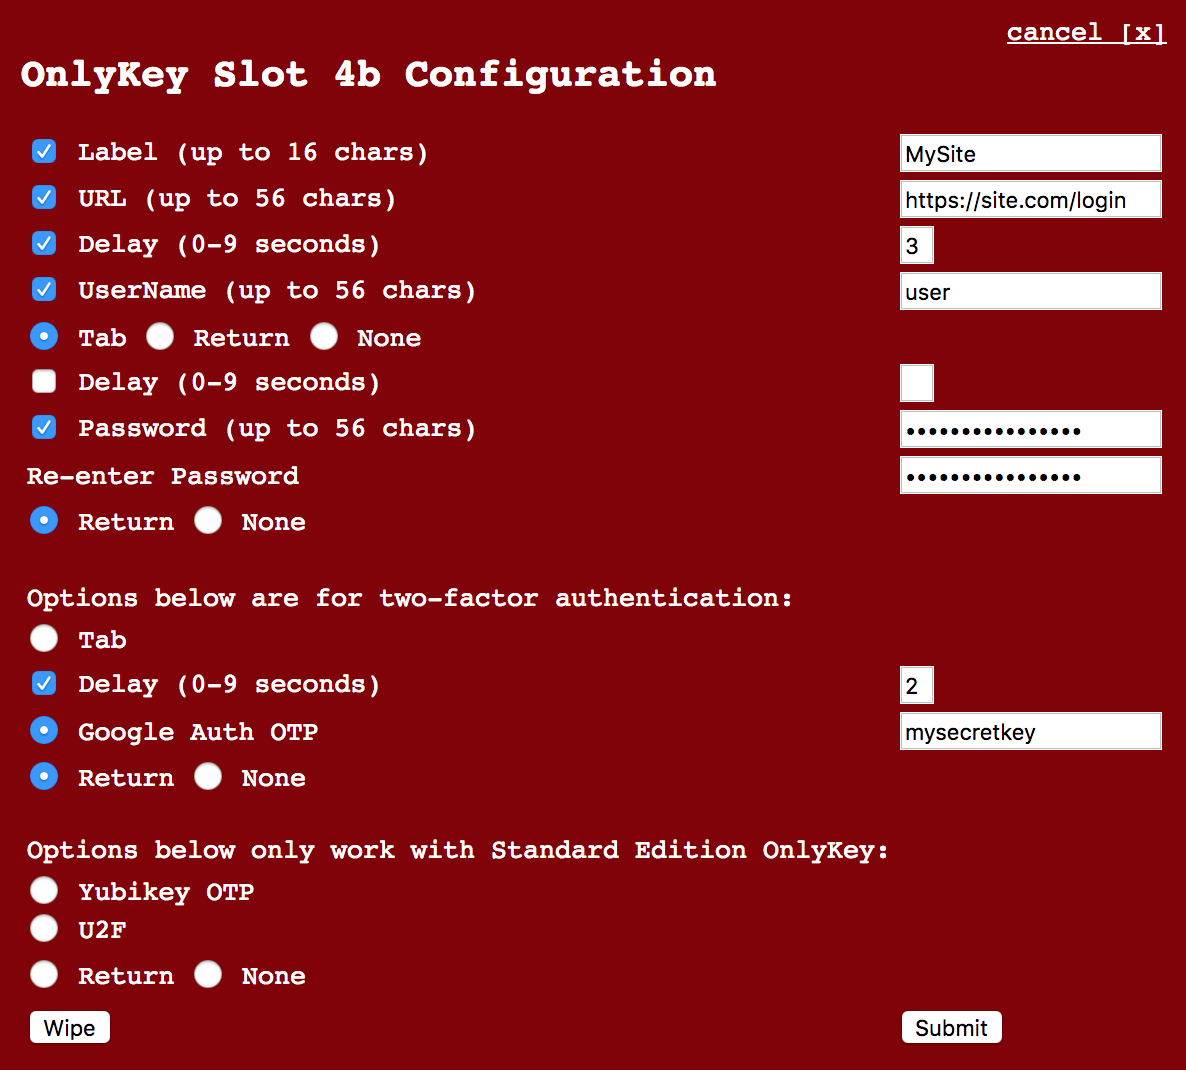 cancel [x]
OnlyKey Slot 4b Configuration
Label (up to 16 chars) MySite
URL (up to 56 chars) https://site.com/login
Delay (0-9 seconds) 3
UserName (up to 56 chars) user
Tab Return None
Delay (0-9 seconds)
Password (up to 56 chars) ••••••••••••••••
Re-enter Password ••••••••••••••••
Return None
Options below are for two-factor authentication:
Tab
Delay (0-9 seconds) 2
Google Auth OTP mysecretkey
Return None
Options below only work with Standard Edition OnlyKey:
Yubikey OTP
U2F
Return None
Wipe Submit